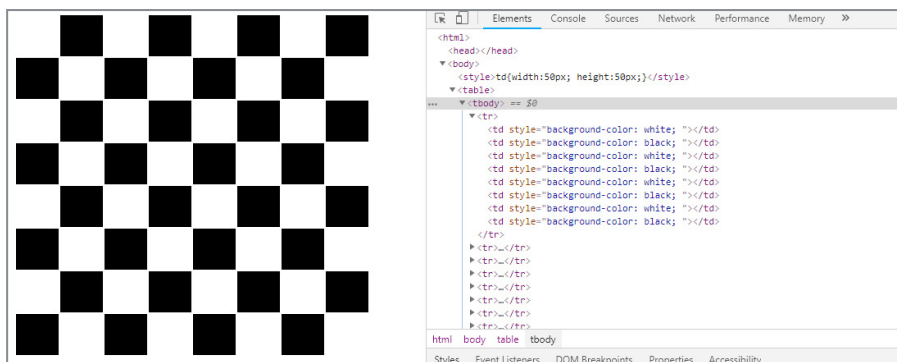 Elements Console Sources Network Performance Memory »
<html>
<head></head>
▼<body>
<style>td{width:50px; height:50px;}</style>
▼<table>
… ▼<tbody> == $0
▼<tr>
<td style="background-color: white; "></td>
<td style="background-color: black; "></td>
<td style="background-color: white; "></td>
<td style="background-color: black; "></td>
<td style="background-color: white; "></td>
<td style="background-color: black; "></td>
<td style="background-color: white; "></td>
<td style="background-color: black; "></td>
</tr>
▶<tr>…</tr>
▶<tr>…</tr>
▶<tr>…</tr>
▶<tr>…</tr>
▶<tr>…</tr>
▶<tr>…</tr>
▶<tr>…</tr>
html body table tbody
Styles Event Listeners DOM Breakpoints Properties Accessibility